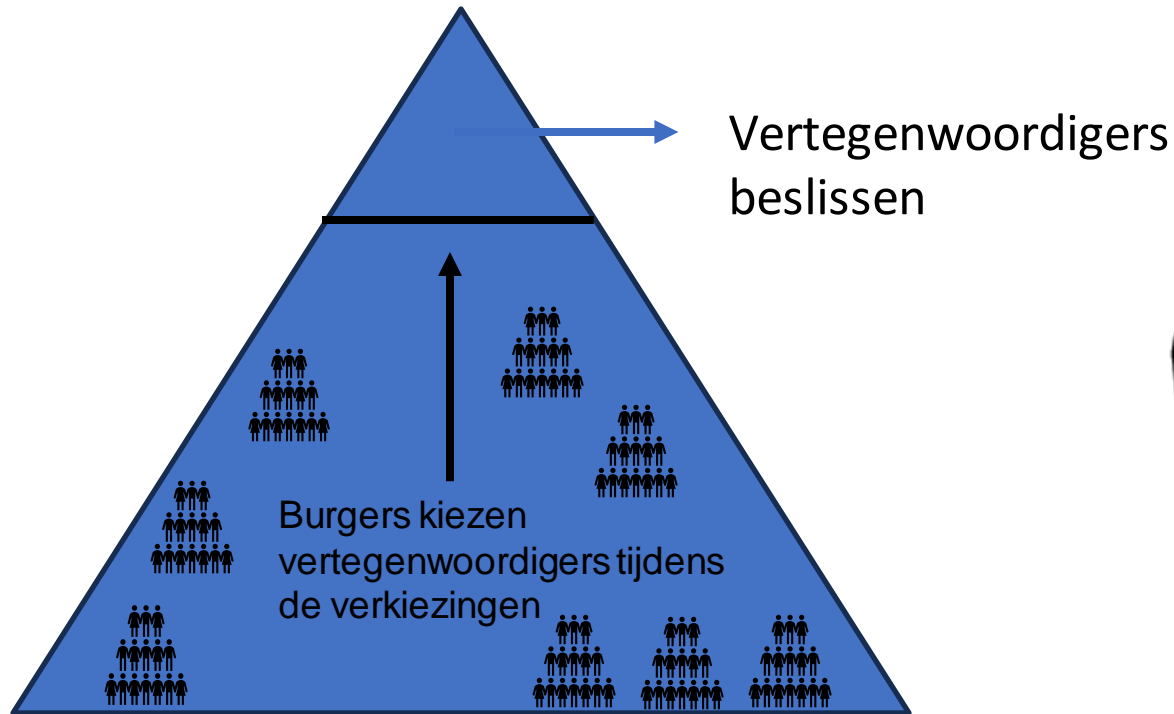 Vertegenwoordigers
beslissen
Burgers kiezen
vertegenwoordigers tijdens
de verkiezingen